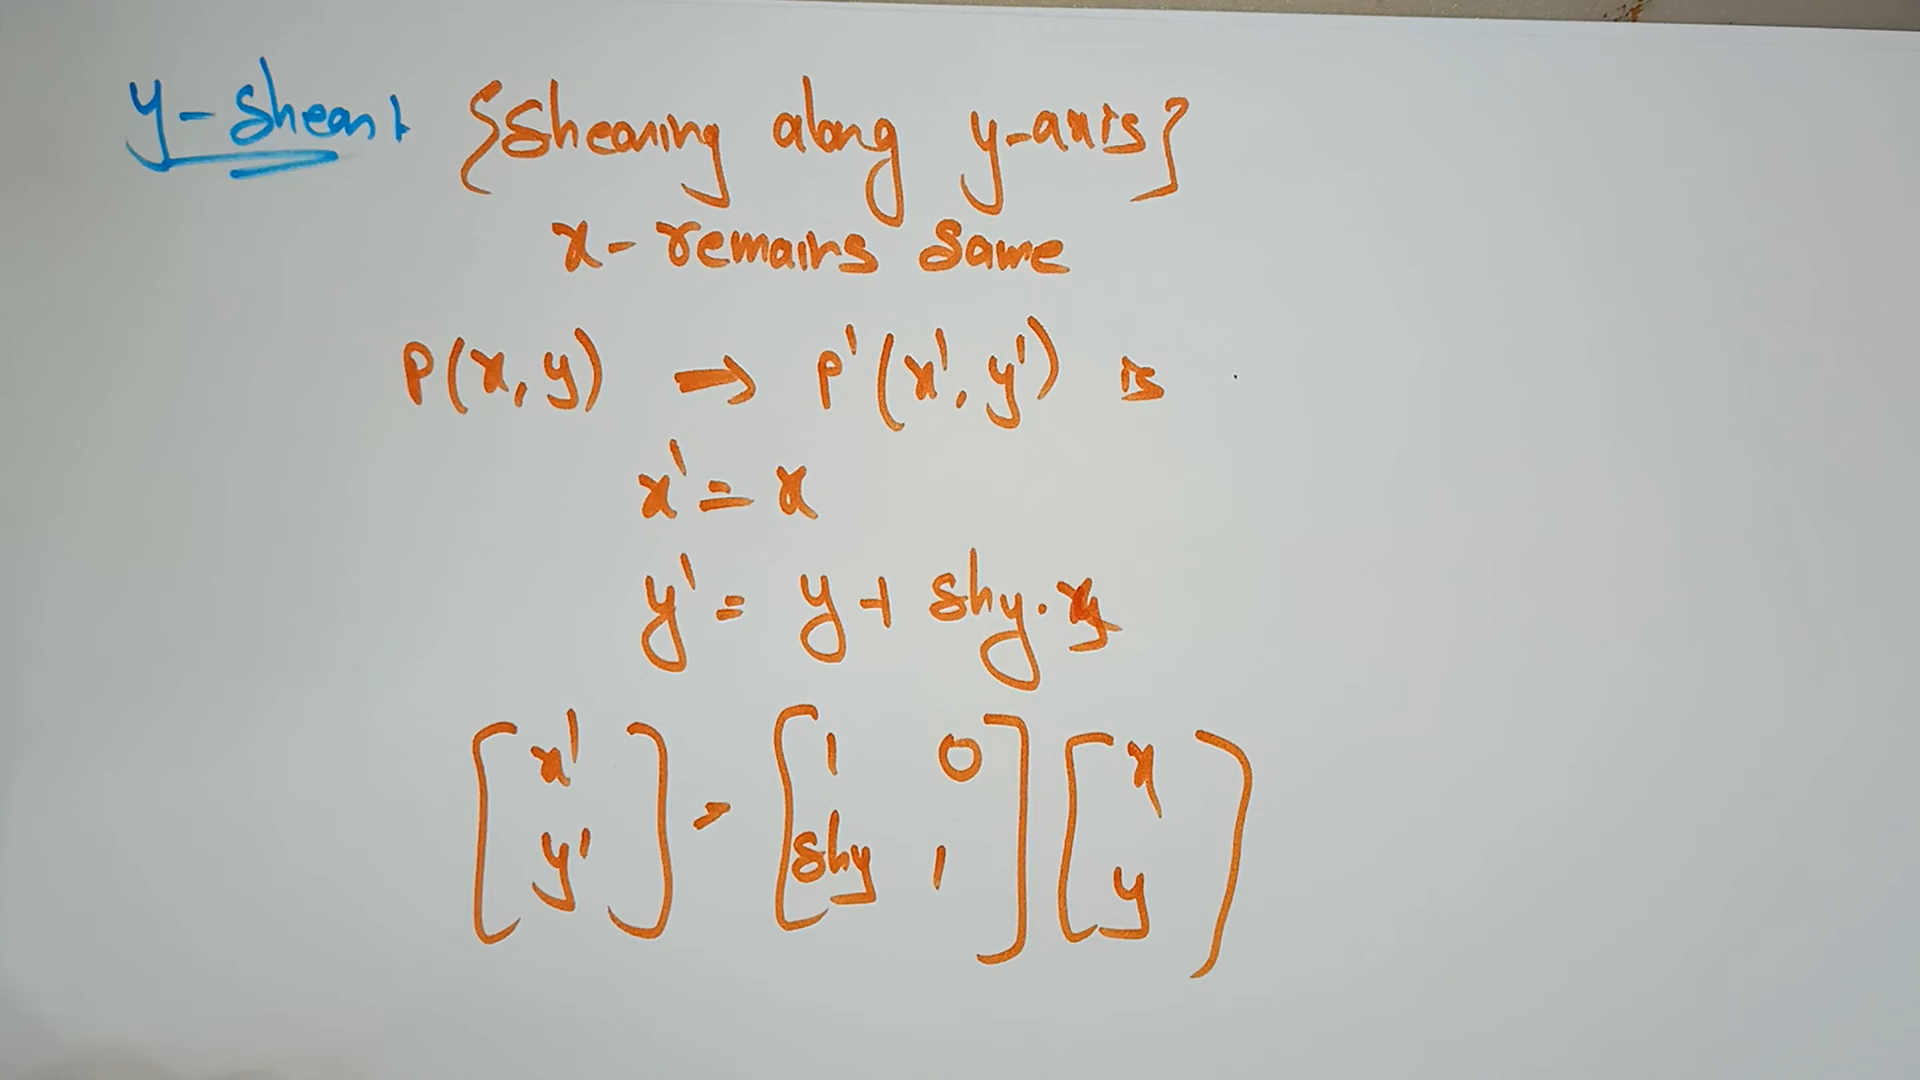 y-shear {Shearing along y-axis}
x- remains same
P(x, y) → P'(x', y') is
x' = x
y' = y + shy.x
[x' y'] = [1 0 shy 1] [x y]